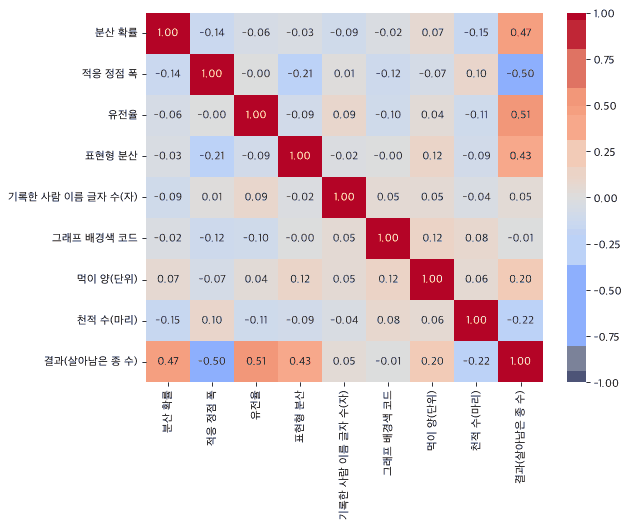 분산 확률 1.00 -0.14 -0.06 -0.03 -0.09 -0.02 0.07 -0.15 0.47
적응 정점 폭 -0.14 1.00 -0.00 -0.21 0.01 -0.12 -0.07 0.10 -0.50
유전율 -0.06 -0.00 1.00 -0.09 0.09 -0.10 0.04 -0.11 0.51
표현형 분산 -0.03 -0.21 -0.09 1.00 -0.02 -0.00 0.12 -0.09 0.43
기록한 사람 이름 글자 수(자) -0.09 0.01 0.09 -0.02 1.00 0.05 0.05 -0.04 0.05
그래프 배경색 코드 -0.02 -0.12 -0.10 -0.00 0.05 1.00 0.12 0.08 -0.01
먹이 양(단위) 0.07 -0.07 0.04 0.12 0.05 0.12 1.00 0.06 0.20
천적 수(마리) -0.15 0.10 -0.11 -0.09 -0.04 0.08 0.06 1.00 -0.22
결과(살아남은 종 수) 0.47 -0.50 0.51 0.43 0.05 -0.01 0.20 -0.22 1.00
분산 확률
적응 정점 폭
유전율
표현형 분산
기록한 사람 이름 글자 수(자)
그래프 배경색 코드
먹이 양(단위)
천적 수(마리)
결과(살아남은 종 수)
1.00
0.75
0.50
0.25
0.00
-0.25
-0.50
-0.75
-1.00